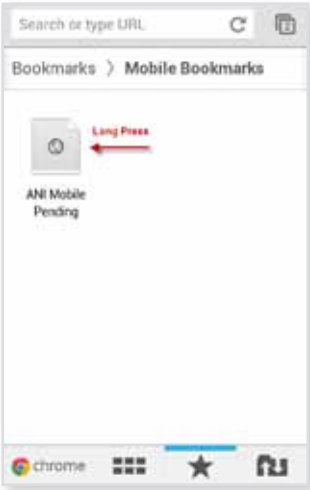 Search or type URL
Bookmarks > Mobile Bookmarks
Long Press
ANI Mobile
Pending
chrome